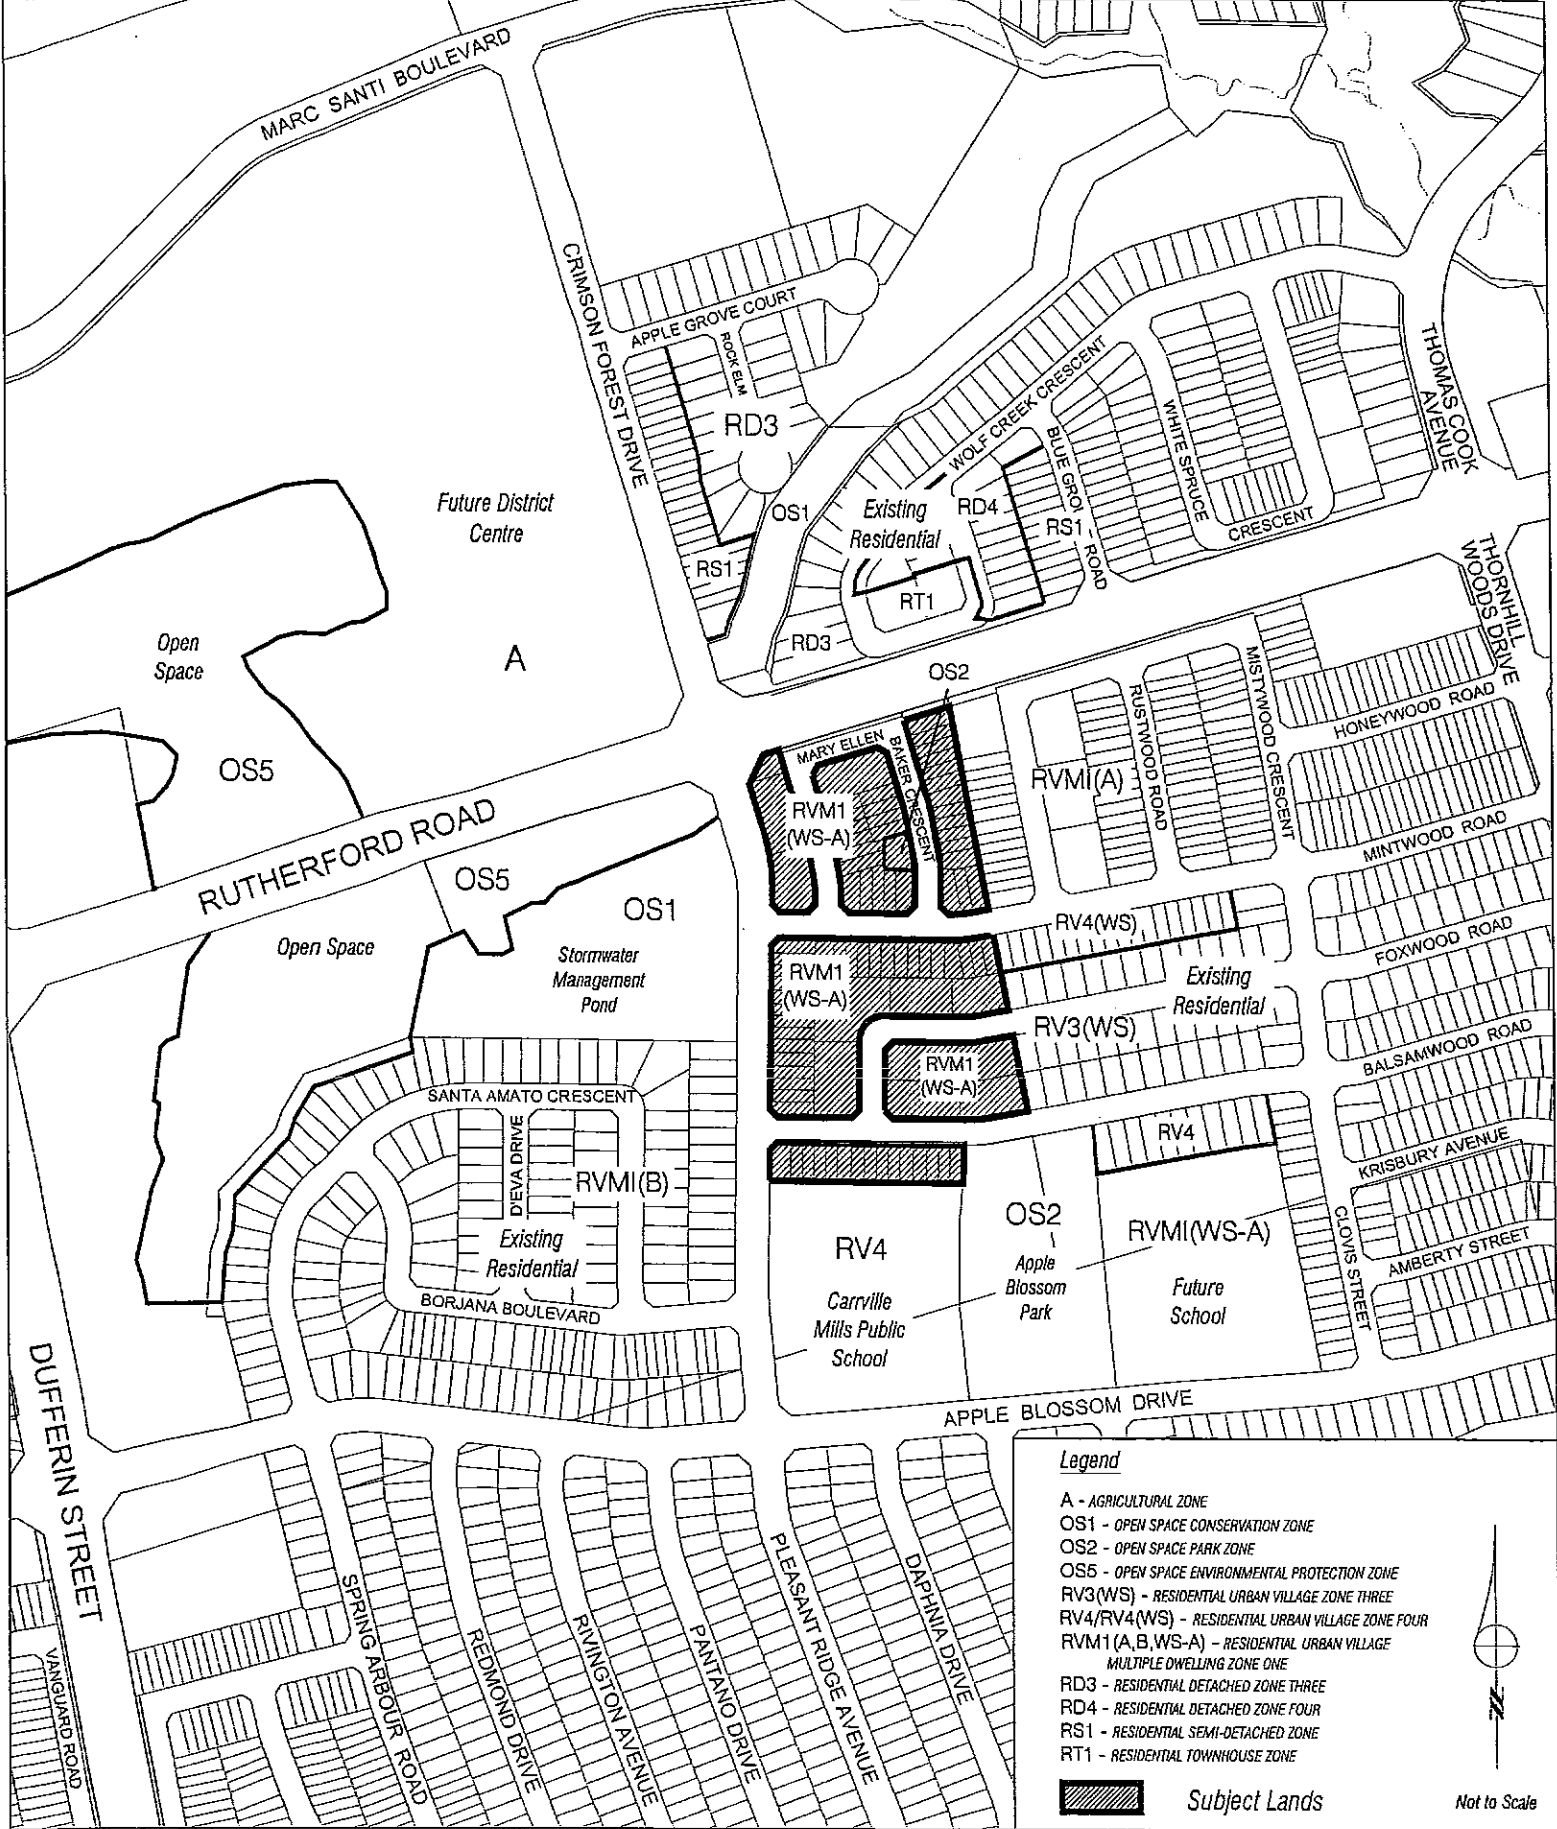 MARC SANTI BOULEVARD
CRIMSON FOREST DRIVE
APPLE GROVE COURT
ROCK ELM
RD3
WOLF CREEK CRESCENT
THOMAS COOK
AVENUE
WHITE SPRUCE
CRESCENT
BLUE GRO
ROAD
Future District
Centre
OS1
Existing
Residential
RD4
RS1
RS1
RT1
RD3
THORNHILL
WOODS DRIVE
Open
Space
A
OS2
MISTYWOOD CRESCENT
RUSTWOOD ROAD
HONEYWOOD ROAD
MARY ELLEN
BAKER CRESCENT
OS5
RVM1
(WS-A)
RVMI(A)
MINTWOOD ROAD
RUTHERFORD ROAD
OS5
OS1
RV4(WS)
FOXWOOD ROAD
Open Space
Stormwater
Management
Pond
RVM1
(WS-A)
Existing
Residential
RV3(WS)
BALSAMWOOD ROAD
RVM1
(WS-A)
SANTA AMATO CRESCENT
D'EVA DRIVE
RVMI(B)
RV4
KRISBURY AVENUE
Existing
Residential
OS2
RVMI(WS-A)
RV4
CLOVIS STREET
AMBERTY STREET
Apple
Blossom
Park
Future
School
Carrville
Mills Public
School
BORJANA BOULEVARD
APPLE BLOSSOM DRIVE
DUFFERIN STREET
VANGUARD ROAD
SPRING ARBOUR ROAD
REDMOND DRIVE
RIVINGTON AVENUE
PANTANO DRIVE
PLEASANT RIDGE AVENUE
DAPHNIA DRIVE
Legend
A - AGRICULTURAL ZONE
OS1 - OPEN SPACE CONSERVATION ZONE
OS2 - OPEN SPACE PARK ZONE
OS5 - OPEN SPACE ENVIRONMENTAL PROTECTION ZONE
RV3(WS) - RESIDENTIAL URBAN VILLAGE ZONE THREE
RV4/RV4(WS) - RESIDENTIAL URBAN VILLAGE ZONE FOUR
RVM1(A,B,WS-A) - RESIDENTIAL URBAN VILLAGE
MULTIPLE DWELLING ZONE ONE
RD3 - RESIDENTIAL DETACHED ZONE THREE
RD4 - RESIDENTIAL DETACHED ZONE FOUR
RS1 - RESIDENTIAL SEMI-DETACHED ZONE
RT1 - RESIDENTIAL TOWNHOUSE ZONE
N
Subject Lands
Not to Scale